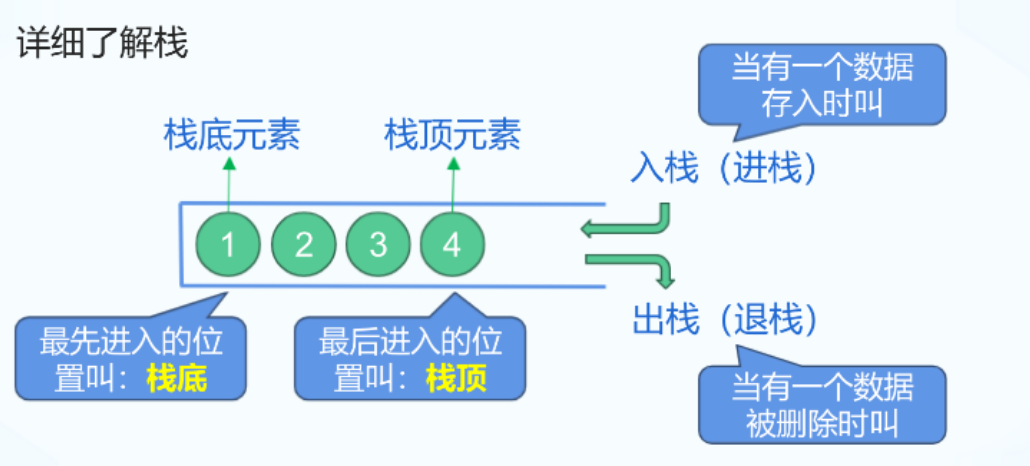 详细了解栈
当有一个数据
存入时叫
栈底元素
栈顶元素
入栈（进栈）
1
2
3
4
出栈（退栈）
最先进入的位
置叫：栈底
最后进入的位
置叫：栈顶
当有一个数据
被删除时叫